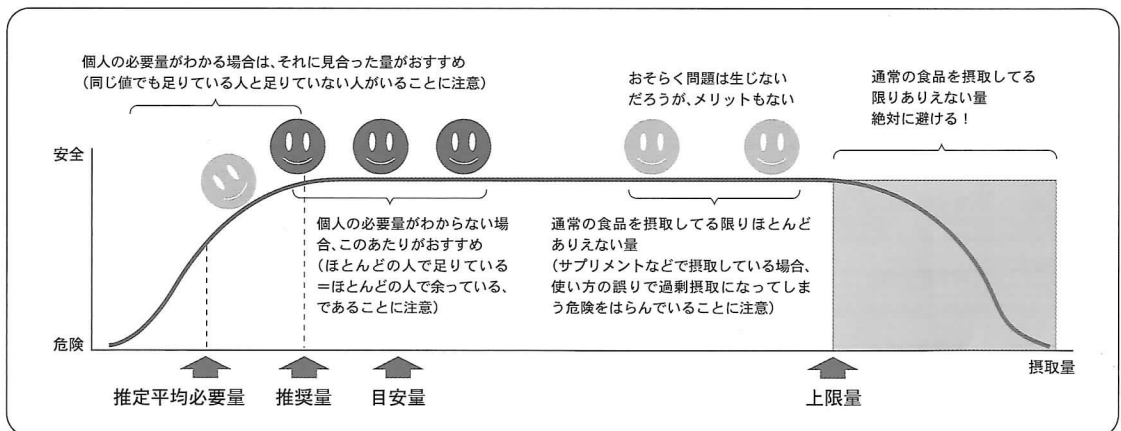 個人の必要量がわかる場合は、それに見合った量がおすすめ
（同じ値でも足りている人と足りていない人がいることに注意）
おそらく問題は生じない
だろうが、メリットもない
通常の食品を摂取してる
限りありえない量
絶対に避ける！
安全
個人の必要量がわからない場
合、このあたりがおすすめ
（ほとんどの人で足りている
＝ほとんどの人で余っている、
であることに注意）
通常の食品を摂取してる限りほとんど
ありえない量
（サプリメントなどで摂取している場合、
使い方の誤りで過剰摂取になってしま
う危険をはらんでいることに注意）
危険
摂取量
推定平均必要量
推奨量
目安量
上限量